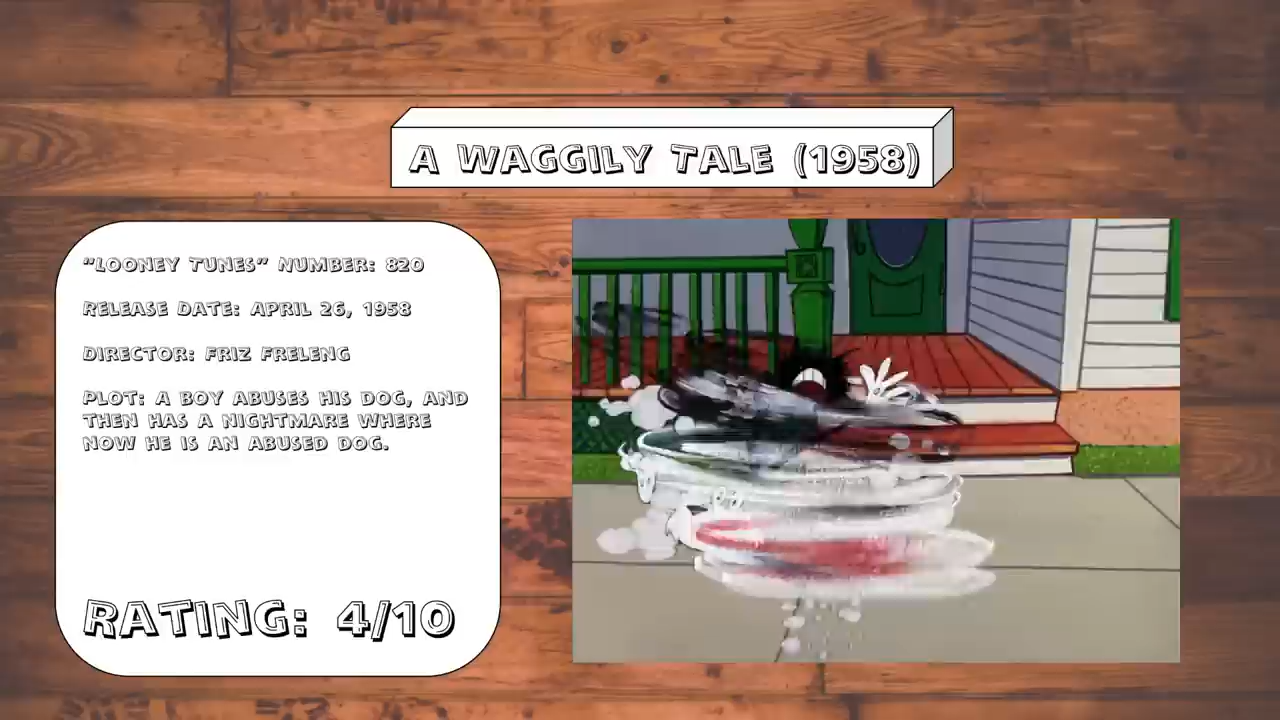 A WAGGILY TALE (1958)
"LOONEY TUNES" NUMBER: 820
RELEASE DATE: APRIL 26, 1958
DIRECTOR: FRIZ FRELENG
PLOT: A BOY ABUSES HIS DOG, AND
THEN HAS A NIGHTMARE WHERE
NOW HE IS AN ABUSED DOG.
RATING: 4/10